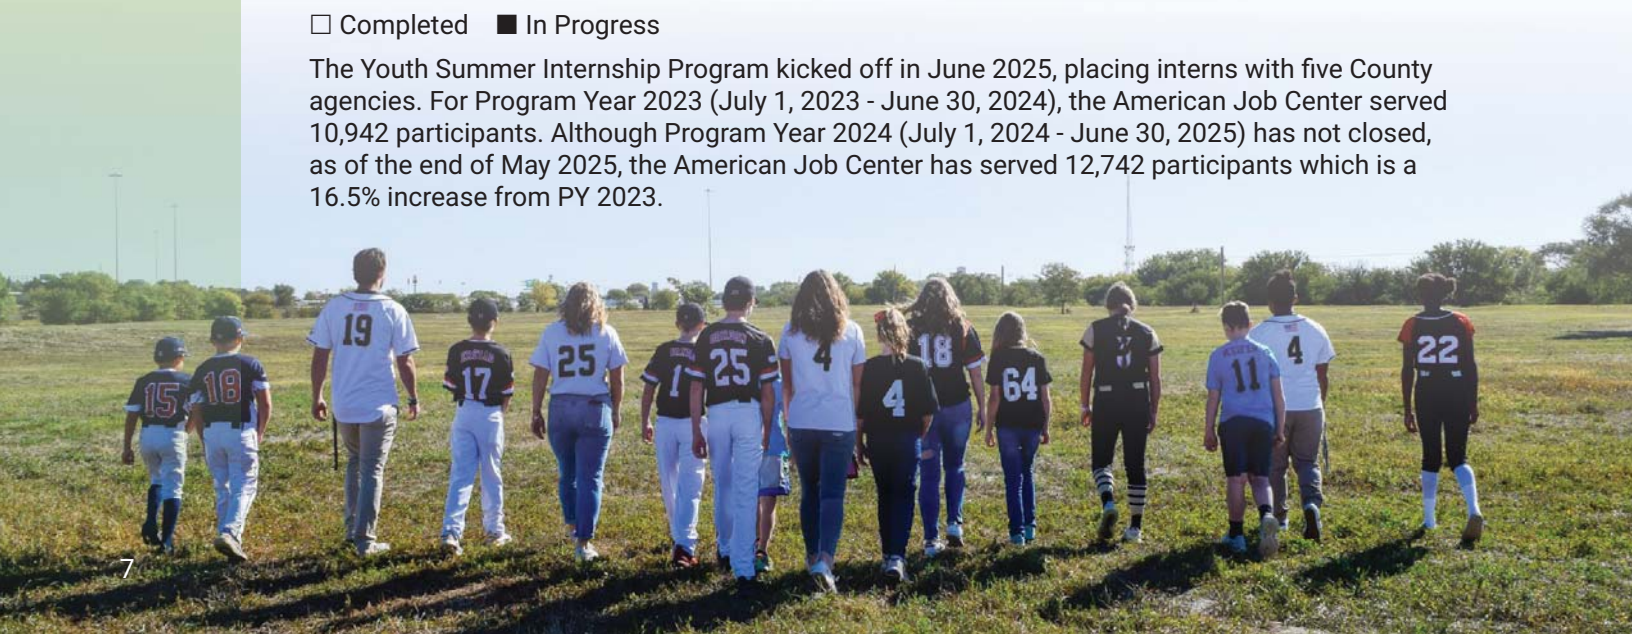 ☐ Completed ■ In Progress
The Youth Summer Internship Program kicked off in June 2025, placing interns with five County
agencies. For Program Year 2023 (July 1, 2023 - June 30, 2024), the American Job Center served
10,942 participants. Although Program Year 2024 (July 1, 2024 - June 30, 2025) has not closed,
as of the end of May 2025, the American Job Center has served 12,742 participants which is a
16.5% increase from PY 2023.
15
18
19
17
25
1
25
4
4
18
64
3
11
4
22
7